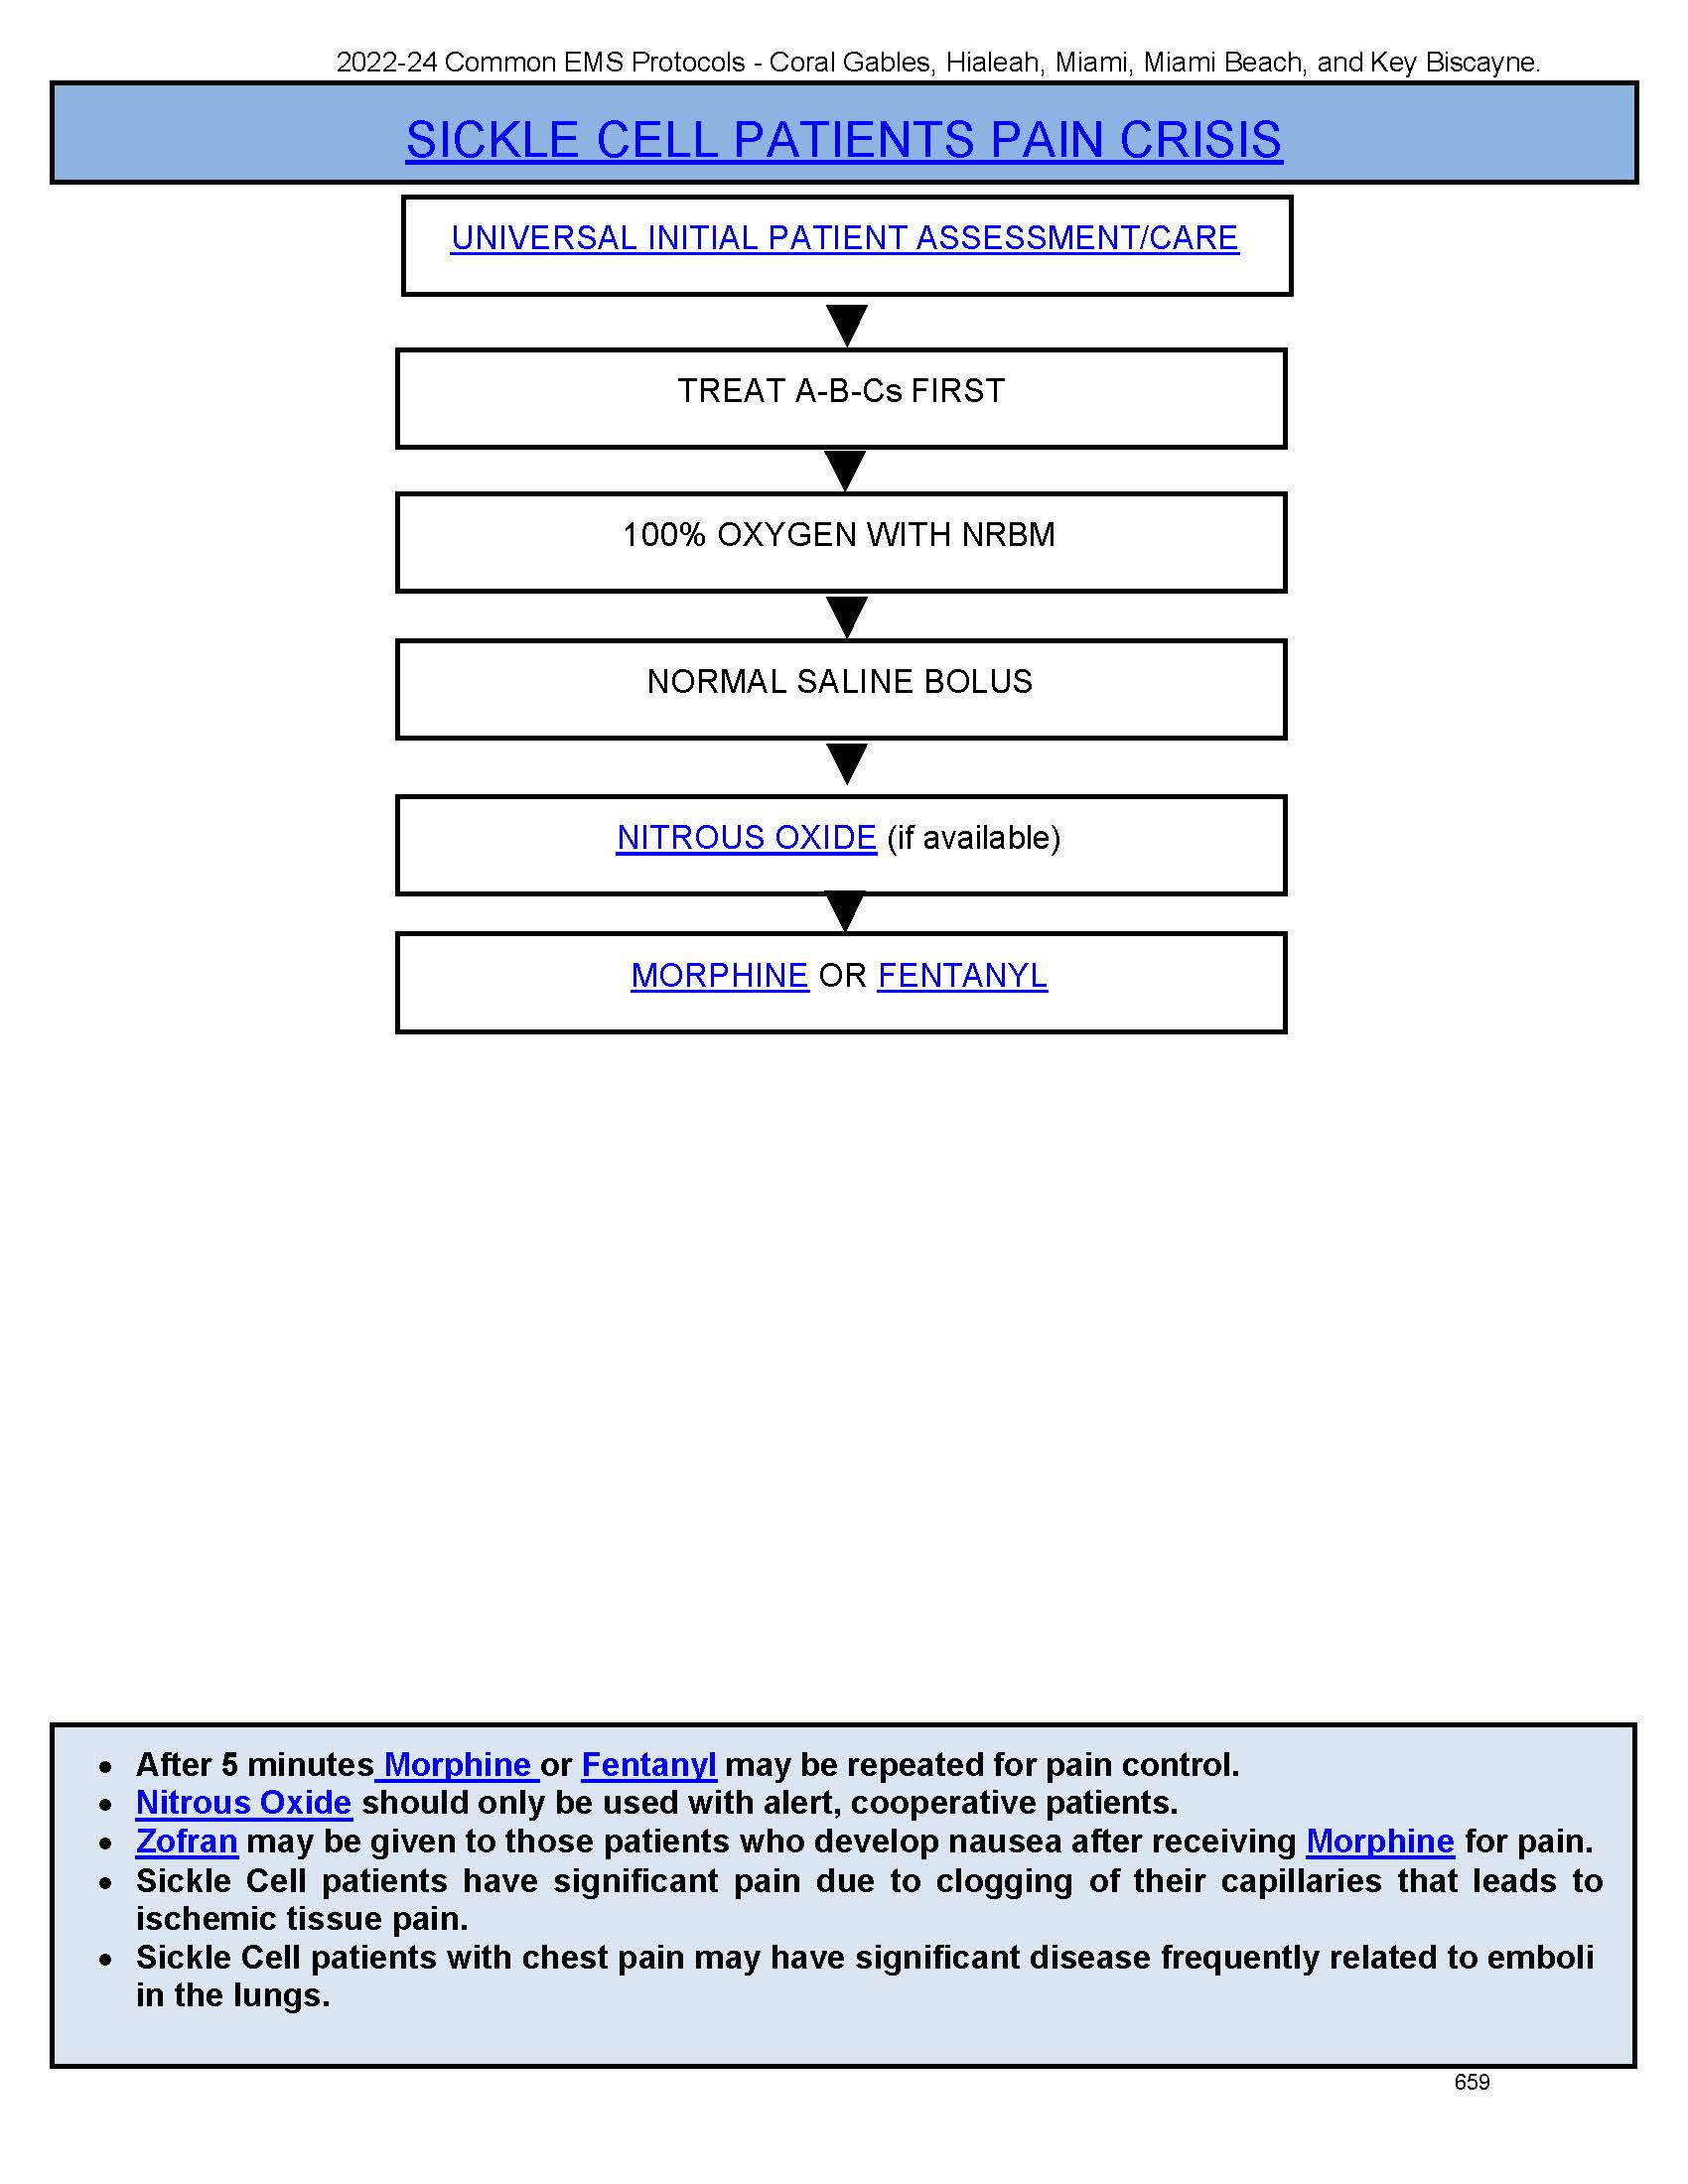 2022-24 Common EMS Protocols - Coral Gables, Hialeah, Miami, Miami Beach, and Key Biscayne.
SICKLE CELL PATIENTS PAIN CRISIS
UNIVERSAL INITIAL PATIENT ASSESSMENT/CARE
TREAT A-B-Cs FIRST
100% OXYGEN WITH NRBM
NORMAL SALINE BOLUS
NITROUS OXIDE (if available)
MORPHINE OR FENTANYL
• After 5 minutes Morphine or Fentanyl may be repeated for pain control.
• Nitrous Oxide should only be used with alert, cooperative patients.
• Zofran may be given to those patients who develop nausea after receiving Morphine for pain.
• Sickle Cell patients have significant pain due to clogging of their capillaries that leads to
ischemic tissue pain.
• Sickle Cell patients with chest pain may have significant disease frequently related to emboli
in the lungs.
659